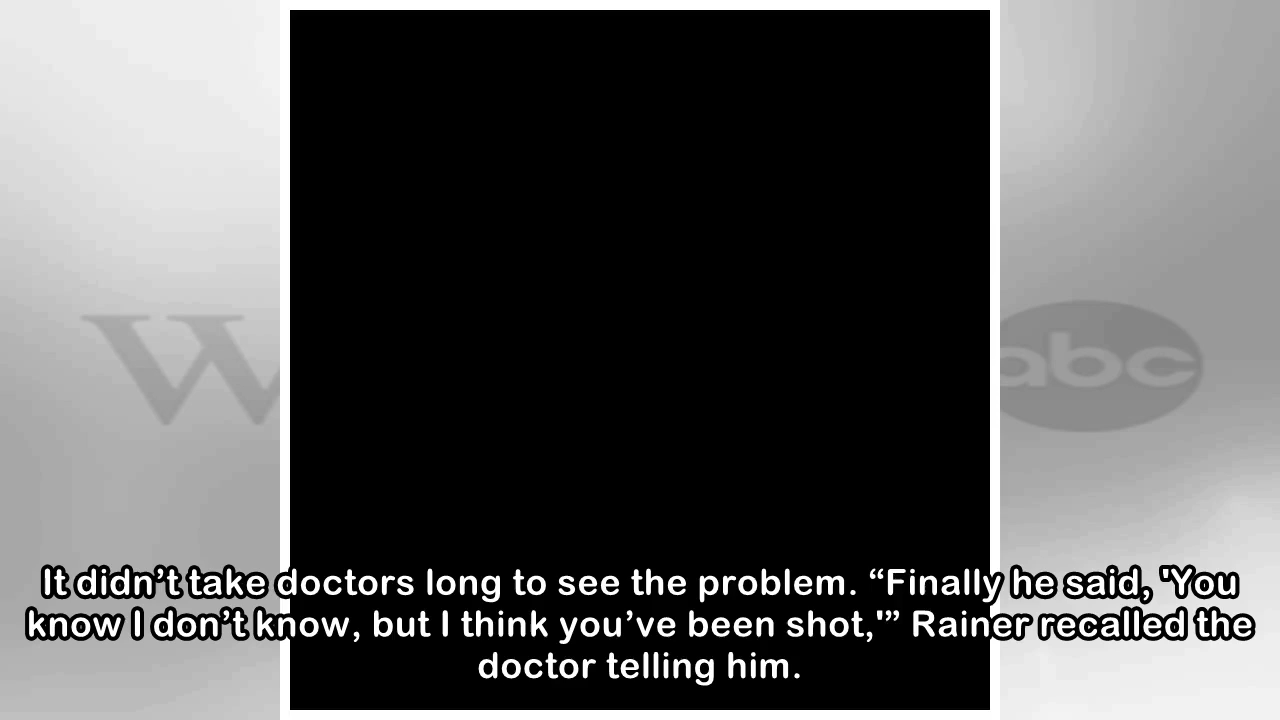 W
abc
It didn’t take doctors long to see the problem. “Finally he said, 'You
know I don’t know, but I think you’ve been shot,'” Rainer recalled the
doctor telling him.